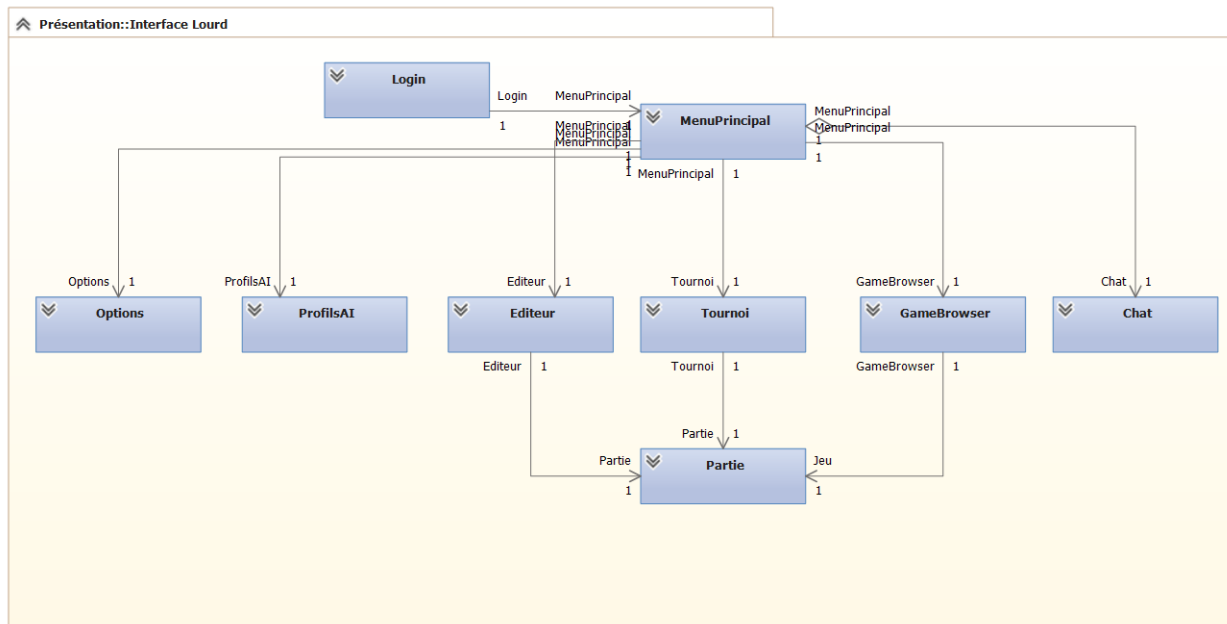 Présentation::Interface Lourd
Login
Login MenuPrincipal
1
MenuPrincipal
MenuPrincipal
MenuPrincipal
MenuPrincipal
MenuPrincipal
MenuPrincipal
1
1
1
1
1
1
MenuPrincipal 1
Options 1
ProfilsAI 1
Editeur 1
Tournoi 1
GameBrowser 1
Chat 1
Options
ProfilsAI
Editeur
Tournoi
GameBrowser
Chat
Editeur 1
Tournoi 1
GameBrowser 1
Partie 1
Partie
1
Partie
Jeu
1